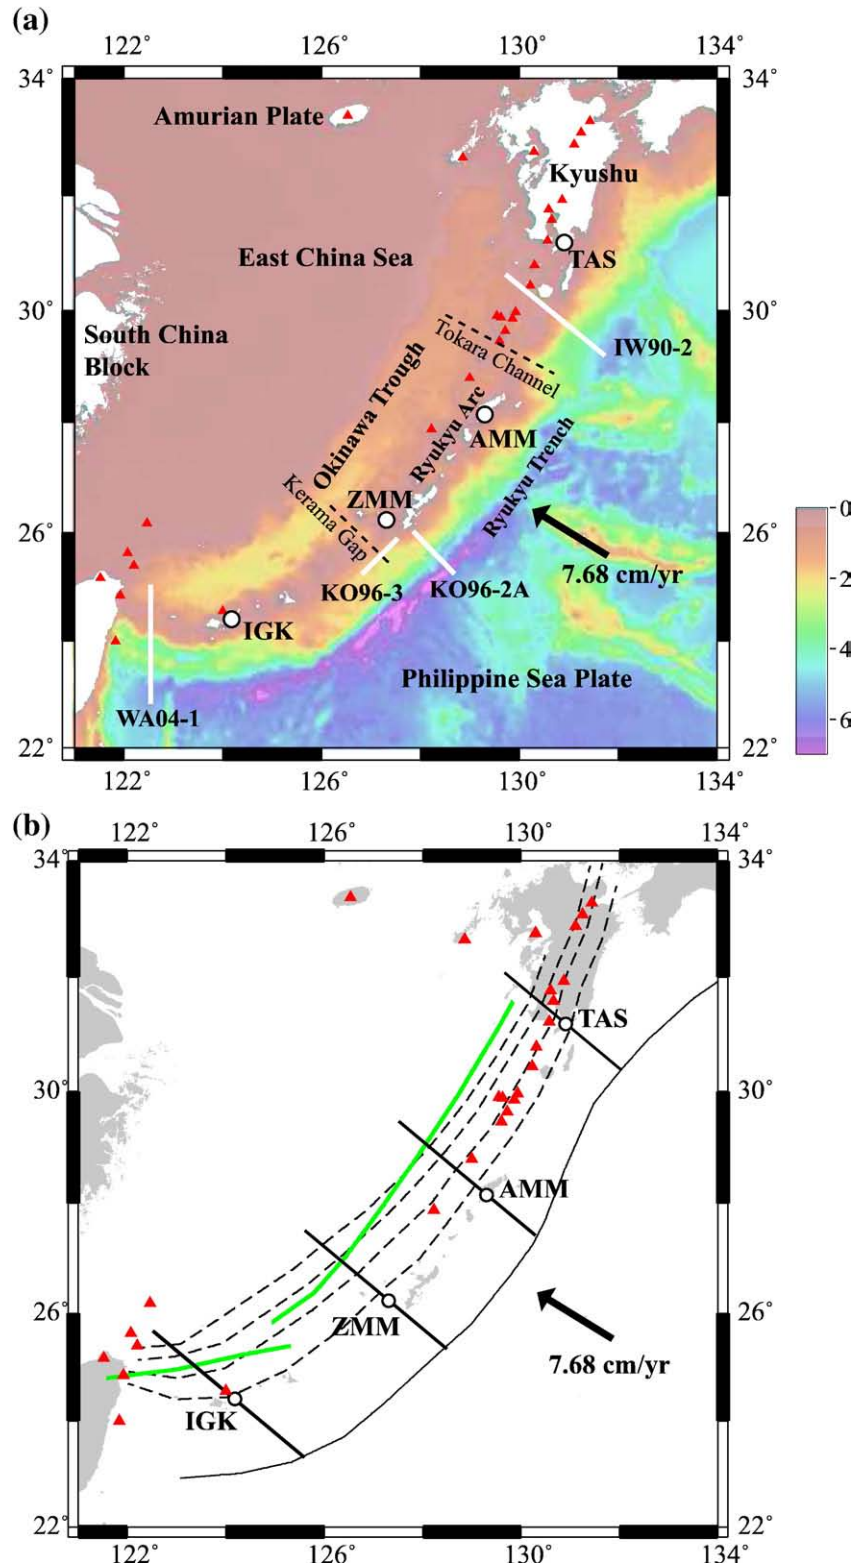 (a)
122° 126° 130° 134°
34° 34°
Amurian Plate
Kyushu
East China Sea
TAS
30° 30°
South China
Block
IW90-2
Tokara Channel
Okinawa Trough
Ryukyu Arc
AMM
Ryukyu Trench
Kerama Gap
ZMM
26° 26°
0
7.68 cm/yr
KO96-3
KO96-2A
2
IGK
4
Philippine Sea Plate
WA04-1
6
22° 22°
122° 126° 130° 134°
(b)
122° 126° 130° 134°
34° 34°
TAS
30° 30°
AMM
26° 26°
ZMM
7.68 cm/yr
IGK
22° 22°
122° 126° 130° 134°